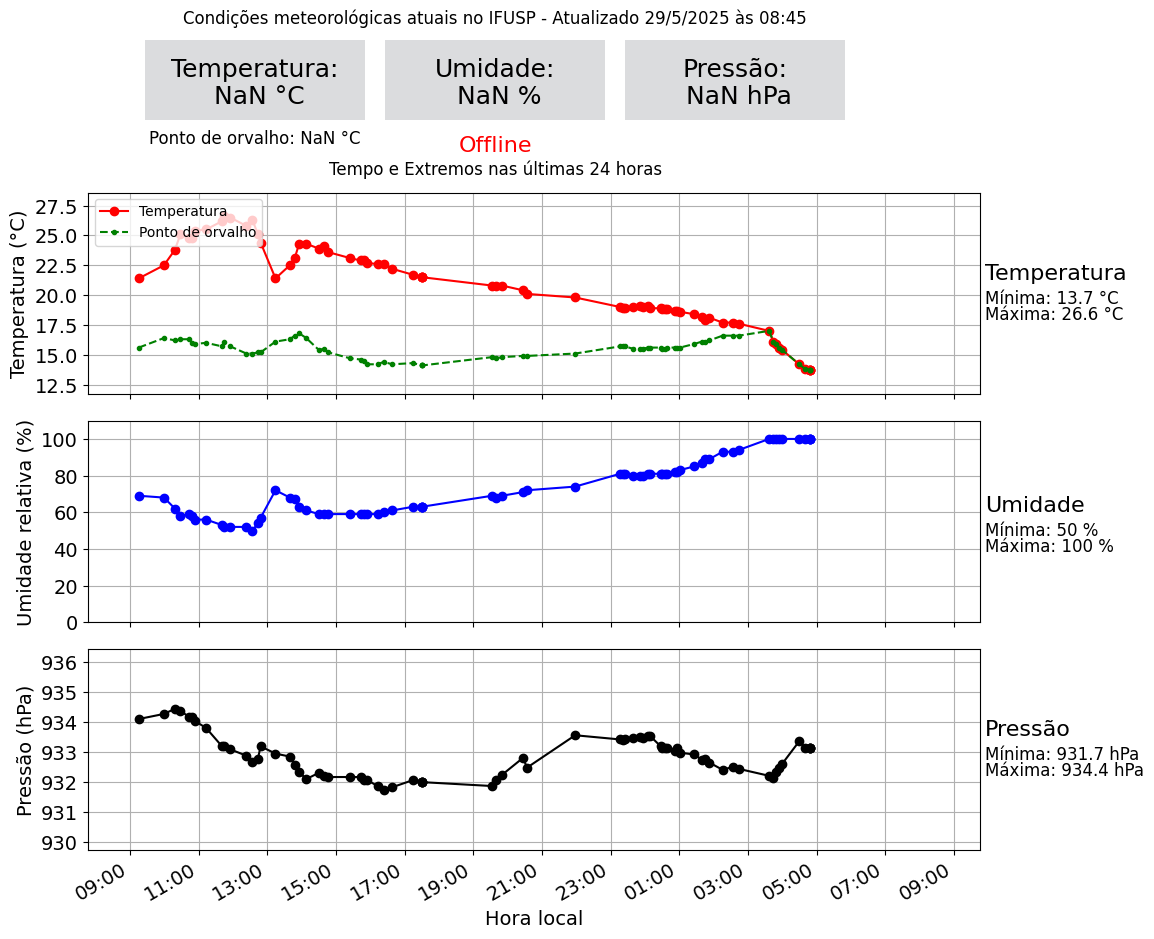 Condições meteorológicas atuais no IFUSP - Atualizado 29/5/2025 às 08:45
Temperatura:
NaN °C
Umidade:
NaN %
Pressão:
NaN hPa
Ponto de orvalho: NaN °C
Offline
Tempo e Extremos nas últimas 24 horas
Temperatura (°C)
27.5
25.0
22.5
20.0
17.5
15.0
12.5
Temperatura
Ponto de orvalho
Temperatura
Mínima: 13.7 °C
Máxima: 26.6 °C
Umidade relativa (%)
100
80
60
40
20
0
Umidade
Mínima: 50 %
Máxima: 100 %
Pressão (hPa)
936
935
934
933
932
931
930
Pressão
Mínima: 931.7 hPa
Máxima: 934.4 hPa
09:00
11:00
13:00
15:00
17:00
19:00
21:00
23:00
01:00
03:00
05:00
07:00
09:00
Hora local